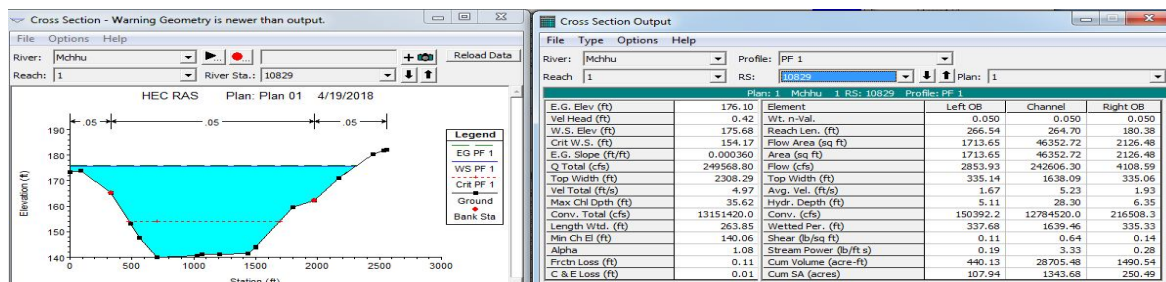 Cross Section - Warning Geometry is newer than output.
File Options Help
River: Mchhu Reload Data
Reach: 1 River Sta.: 10829
HEC RAS Plan: Plan 01 4/19/2018
.05 .05 .05
Legend
EG PF 1
WS PF 1
Crit PF 1
Ground
Bank Sta
Elevation (ft)
190
180
170
160
150
140
0 500 1000 1500 2000 2500 3000
Station (ft)
Cross Section Output
File Type Options Help
River: Mchhu Profile: PF 1
Reach 1 RS: 10829 Plan: 1
Plan: 1 Mchhu 1 RS: 10829 Profile: PF 1
E.G. Elev (ft) 176.10 Element Left OB Channel Right OB
Vel Head (ft) 0.42 Wt. n-Val. 0.050 0.050 0.050
W.S. Elev (ft) 175.68 Reach Len. (ft) 266.54 264.70 180.38
Crit W.S. (ft) 154.17 Flow Area (sq ft) 1713.65 46352.72 2126.48
E.G. Slope (ft/ft) 0.000360 Area (sq ft) 1713.65 46352.72 2126.48
Q Total (cfs) 249568.80 Flow (cfs) 2853.93 242606.30 4108.59
Top Width (ft) 2308.29 Top Width (ft) 335.14 1638.09 335.06
Vel Total (ft/s) 4.97 Avg. Vel. (ft/s) 1.67 5.23 1.93
Max Chl Dpth (ft) 35.62 Hydr. Depth (ft) 5.11 28.30 6.35
Conv. Total (cfs) 13151420.0 Conv. (cfs) 150392.2 12784520.0 216508.3
Length Wtd. (ft) 263.85 Wetted Per. (ft) 337.68 1639.46 335.33
Min Ch El (ft) 140.06 Shear (lb/sq ft) 0.11 0.64 0.14
Alpha 1.08 Stream Power (lb/ft s) 0.19 3.33 0.28
Frctn Loss (ft) 0.11 Cum Volume (acre-ft) 440.13 28705.48 1490.54
C & E Loss (ft) 0.01 Cum SA (acres) 107.94 1343.68 250.49